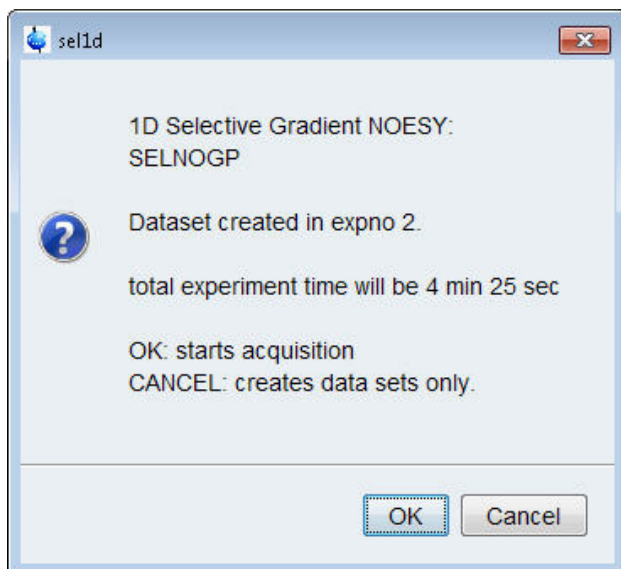 sel1d
1D Selective Gradient NOESY:
SELNOGP
Dataset created in expno 2.
total experiment time will be 4 min 25 sec
OK: starts acquisition
CANCEL: creates data sets only.
OK
Cancel